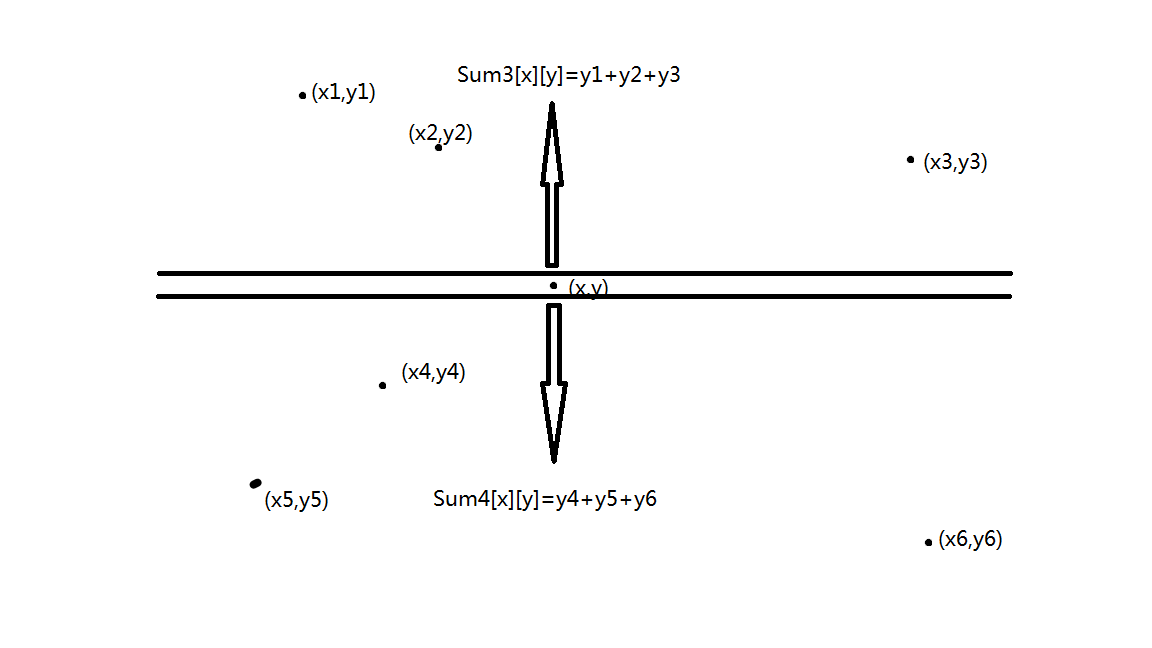 Sum3[x][y]=y1+y2+y3
(x1,y1)
(x2,y2)
(x3,y3)
(x,y)
(x4,y4)
(x5,y5)
Sum4[x][y]=y4+y5+y6
(x6,y6)